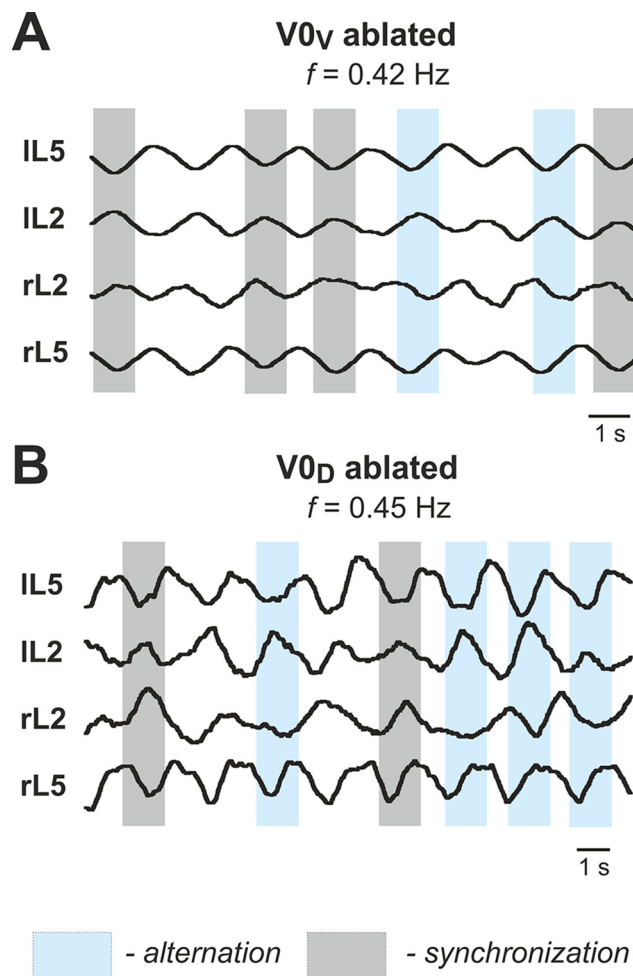 A
V0V ablated
f = 0.42 Hz
lL5
lL2
rL2
rL5
1 s
B
V0D ablated
f = 0.45 Hz
lL5
lL2
rL2
rL5
1 s
- alternation
- synchronization